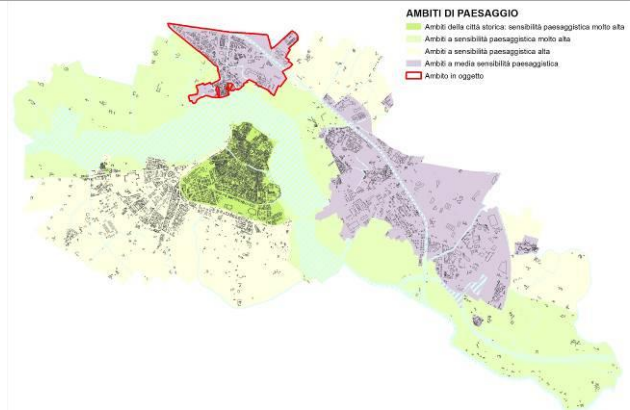 AMBITI DI PAESAGGIO
Ambiti della città storica: sensibilità paesaggistica molto alta
Ambiti a sensibilità paesaggistica molto alta
Ambiti a sensibilità paesaggistica alta
Ambiti a media sensibilità paesaggistica
Ambito in oggetto